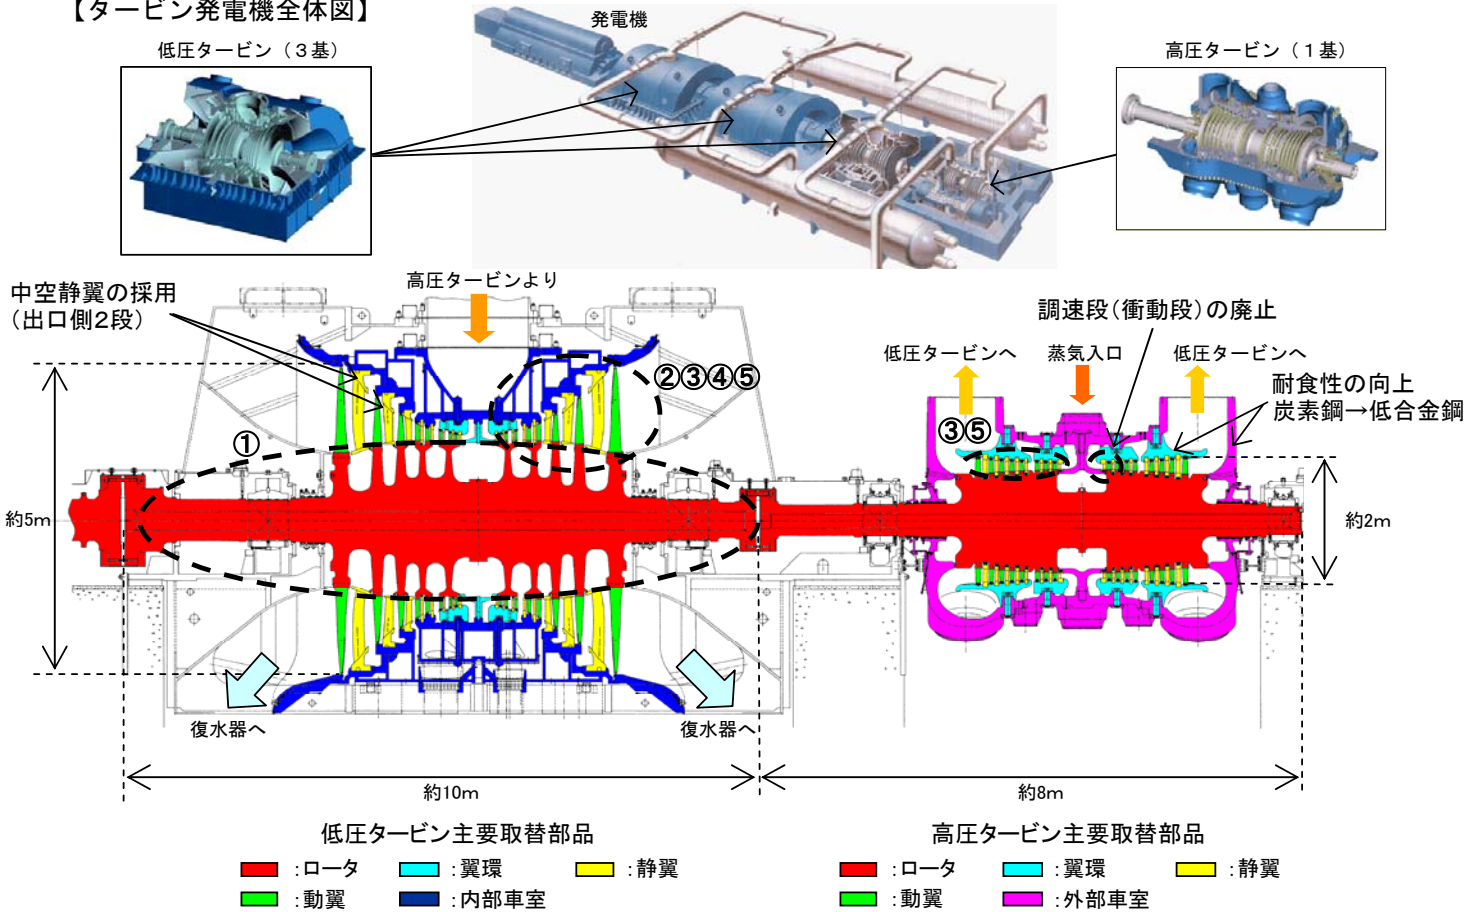 【タービン発電機全体図】
低圧タービン（３基）
発電機
高圧タービン（１基）
中空静翼の採用
（出口側2段）
高圧タービンより
②③④⑤
①
調速段(衝動段)の廃止
低圧タービンへ
蒸気入口
低圧タービンへ
耐食性の向上
炭素鋼→低合金鋼
③⑤
約5m
約2m
復水器へ
復水器へ
約10m
約8m
低圧タービン主要取替部品
:ロータ :翼環 :静翼
:動翼 :内部車室
高圧タービン主要取替部品
:ロータ :翼環 :静翼
:動翼 :外部車室